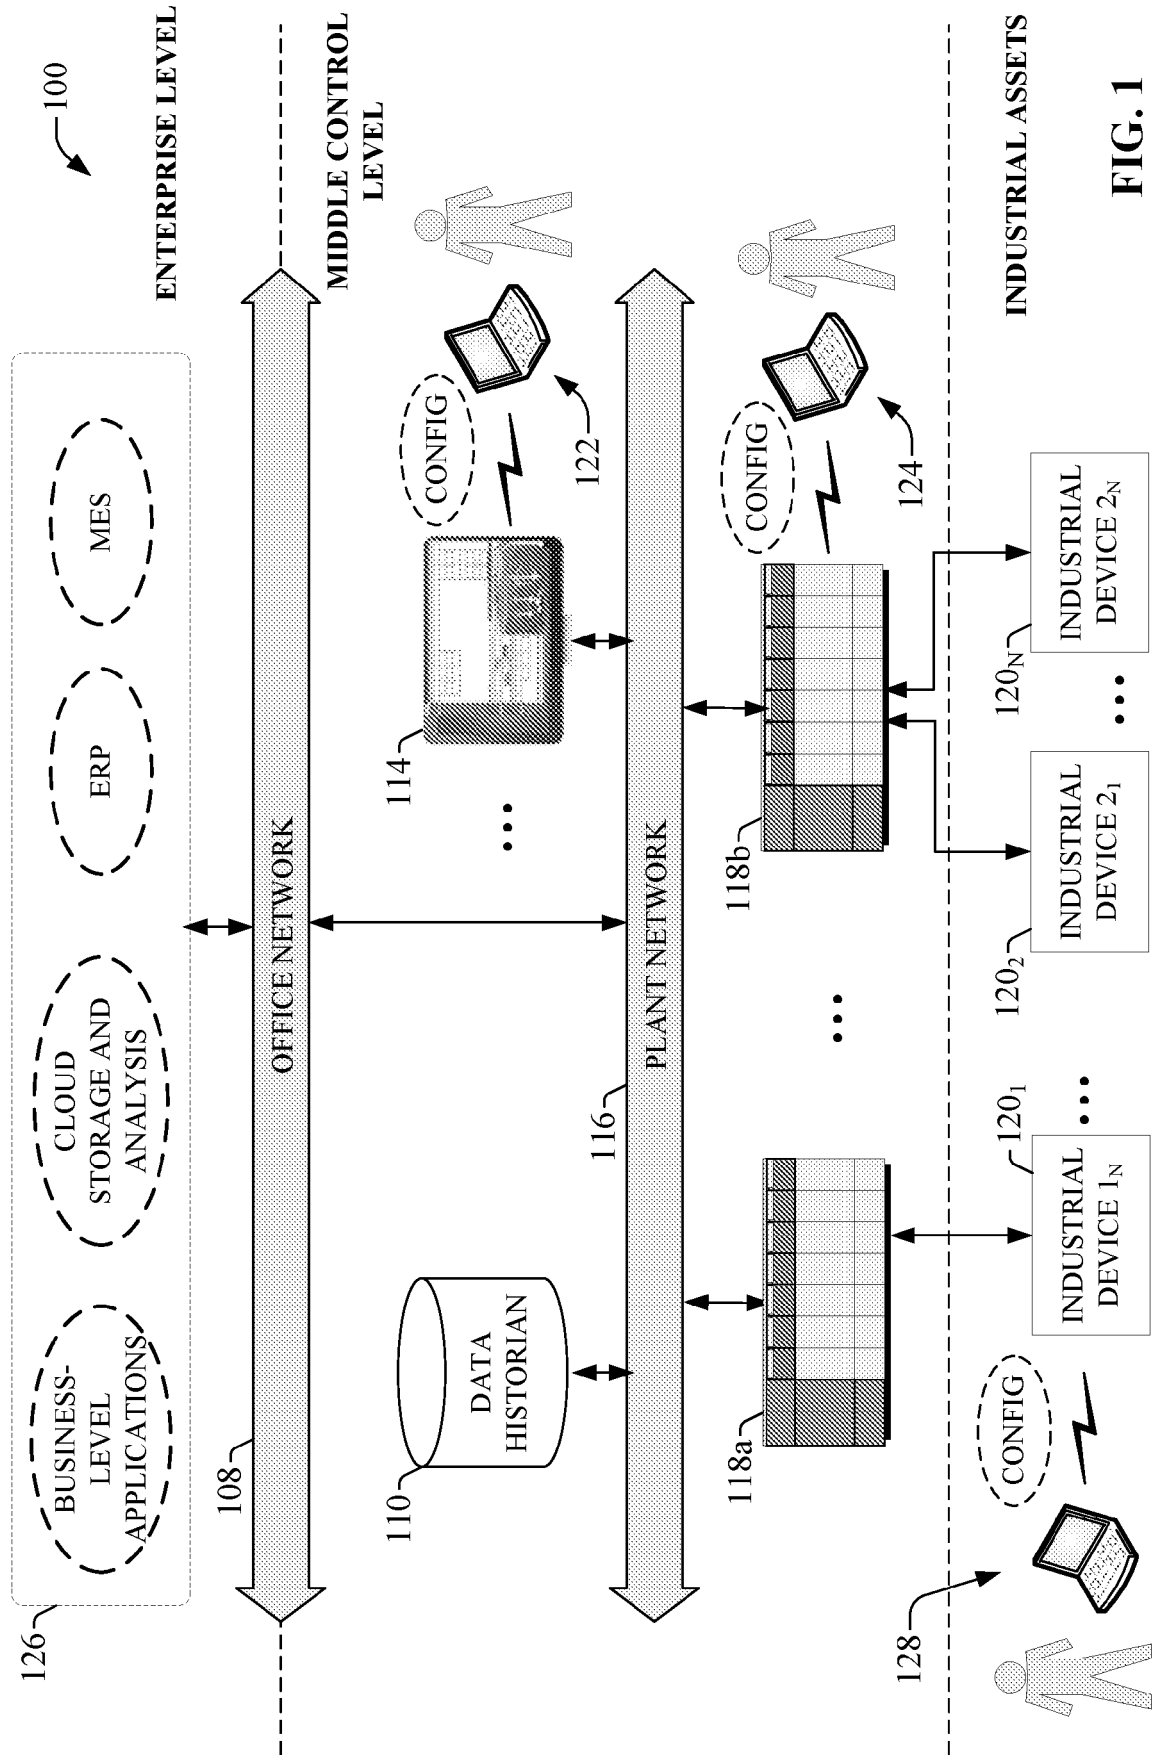 100
ENTERPRISE LEVEL
126
BUSINESS-
LEVEL
APPLICATIONS
CLOUD
STORAGE AND
ANALYSIS
ERP
MES
108
OFFICE NETWORK
MIDDLE CONTROL
LEVEL
110
DATA
HISTORIAN
114
CONFIG
122
116
PLANT NETWORK
118a
118b
CONFIG
124
INDUSTRIAL ASSETS
128
CONFIG
120₁
INDUSTRIAL
DEVICE 1N
120₂
INDUSTRIAL
DEVICE 2₁
120N
INDUSTRIAL
DEVICE 2N
FIG. 1